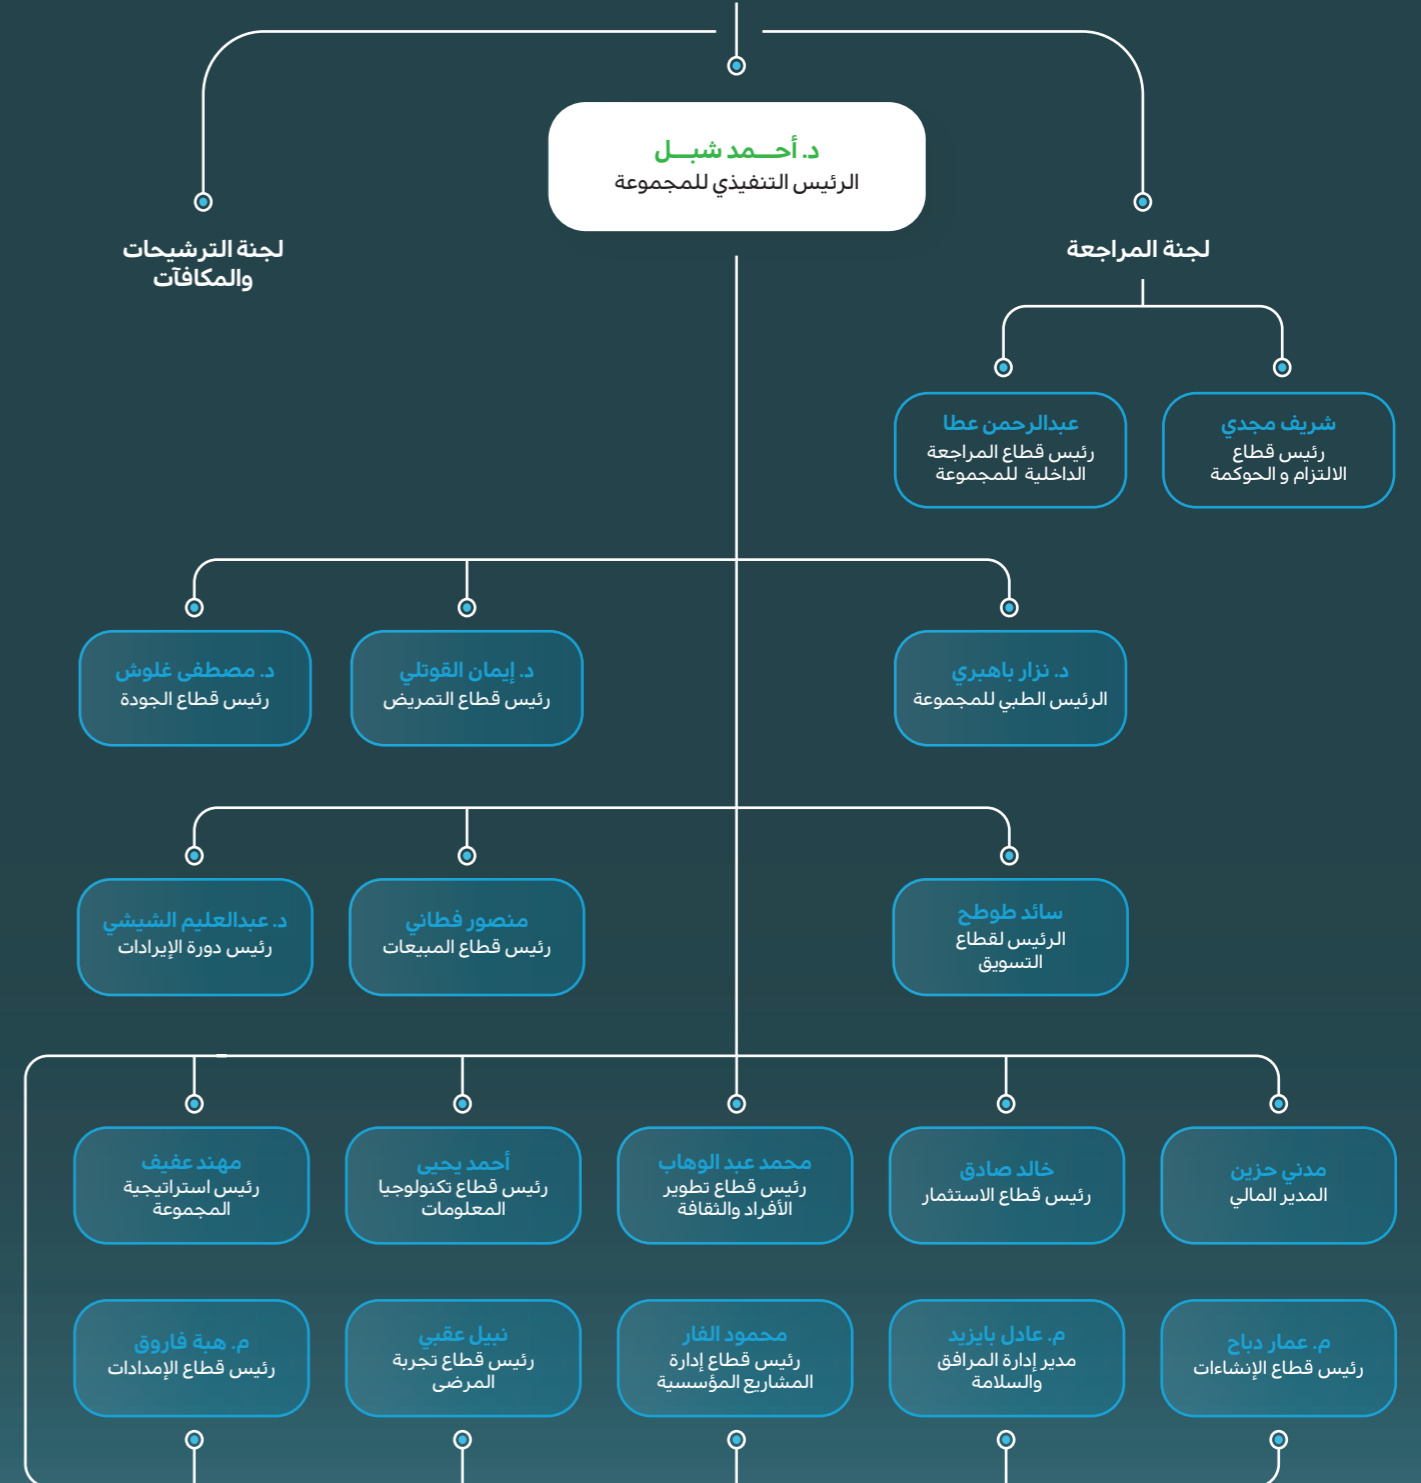 د. أحـــمد شبـــل
الرئيس التنفيذي للمجموعة
لجنة المراجعة
لجنة الترشيحات
والمكافآت
شريف مجدي
رئيس قطاع
الالتزام و الحوكمة
عبدالرحمن عطا
رئيس قطاع المراجعة
الداخلية للمجموعة
د. نزار باهبري
الرئيس الطبي للمجموعة
د. إيمان القوتلي
رئيس قطاع التمريض
د. مصطفى غلوش
رئيس قطاع الجودة
سائد طوطح
الرئيس لقطاع
التسويق
منصور فطاني
رئيس قطاع المبيعات
د. عبدالعليم الشيشي
رئيس دورة الإيرادات
مدني حزين
المدير المالي
خالد صادق
رئيس قطاع الاستثمار
محمد عبد الوهاب
رئيس قطاع تطوير
الأفراد والثقافة
أحمد يحيى
رئيس قطاع تكنولوجيا
المعلومات
مهند عفيف
رئيس استراتيجية
المجموعة
م. عمار دباح
رئيس قطاع الإنشاءات
م. عادل بايزيد
مدير إدارة المرافق
والسلامة
محمود الفار
رئيس قطاع إدارة
المشاريع المؤسسية
نبيل عقبي
رئيس قطاع تجربة
المرضى
م. هبة فاروق
رئيس قطاع الإمدادات